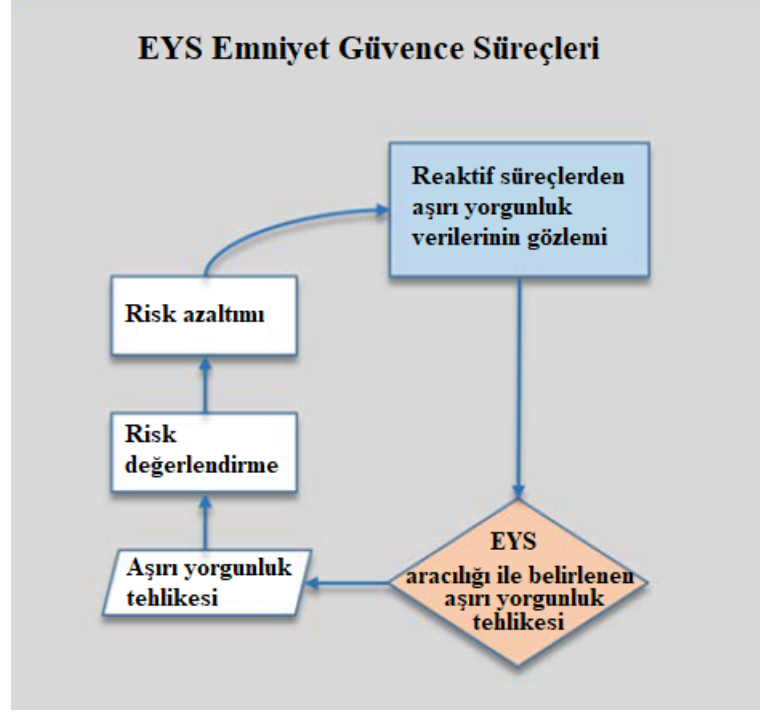 EYS Emniyet Güvence Süreçleri
Reaktif süreçlerden
aşırı yorgunluk
verilerinin gözlemi
Risk azaltımı
Risk
değerlendirme
Aşırı yorgunluk
tehlikesi
EYS
aracılığı ile belirlenen
aşırı yorgunluk
tehlikesi